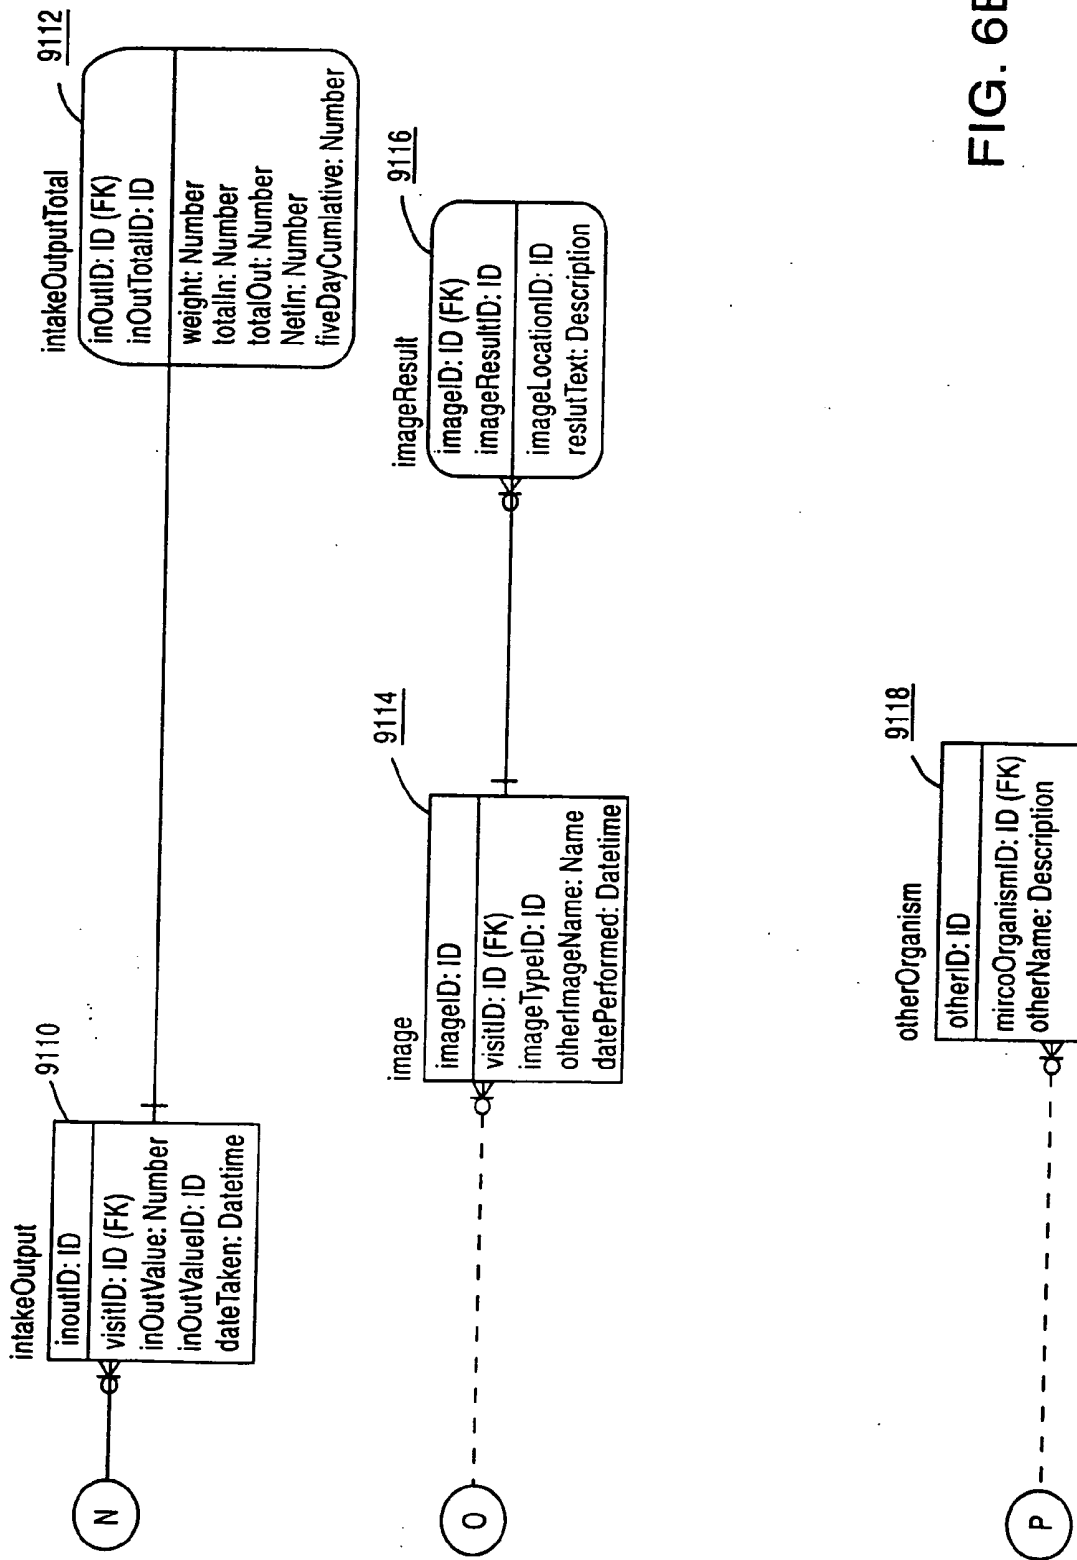 N
intakeOutput
9110
inoutID: ID
visitID: ID (FK)
inOutValue: Number
inOutValueID: ID
dateTaken: Datetime
intakeOutputTotal
9112
inOutID: ID (FK)
inOutTotalID: ID
weight: Number
totalIn: Number
totalOut: Number
NetIn: Number
fiveDayCumlative: Number
O
image
9114
imageID: ID
visitID: ID (FK)
imageTypeID: ID
otherImageName: Name
datePerformed: Datetime
imageResult
9116
imageID: ID (FK)
imageResultID: ID
imageLocationID: ID
reslutText: Description
P
otherOrganism
9118
otherID: ID
mircoOrganismID: ID (FK)
otherName: Description
FIG.